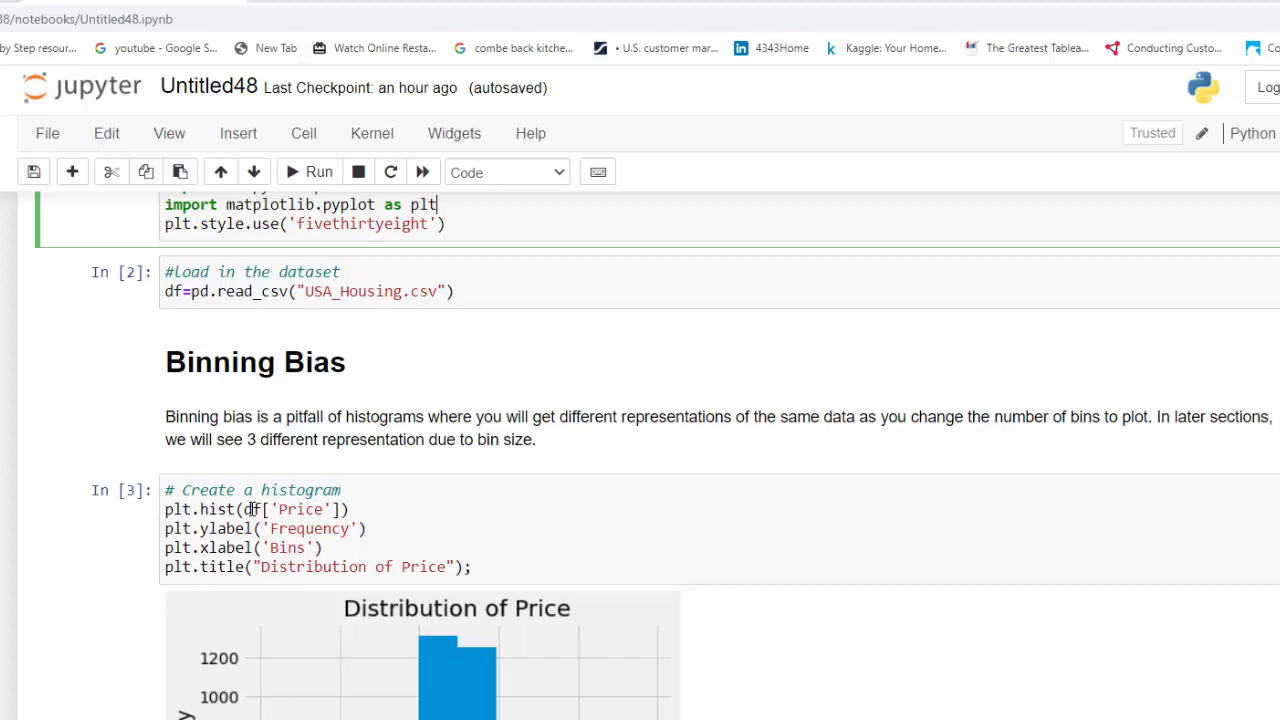 38/notebooks/Untitled48.ipynb
by Step resour... youtube - Google S... New Tab Watch Online Resta... combe back kitche... • U.S. customer mar... 4343Home Kaggle: Your Home... The Greatest Tablea... Conducting Custo...
jupyter Untitled48 Last Checkpoint: an hour ago (autosaved)
File Edit View Insert Cell Kernel Widgets Help Trusted Python
Run Code
import matplotlib.pyplot as plt
plt.style.use('fivethirtyeight')
In [2]: #load in the dataset
df=pd.read_csv("USA_Housing.csv")
Binning Bias
Binning bias is a pitfall of histograms where you will get different representations of the same data as you change the number of bins to plot. In later sections,
we will see 3 different representation due to bin size.
In [3]: # Create a histogram
plt.hist(df['Price'])
plt.ylabel('Frequency')
plt.xlabel('Bins')
plt.title("Distribution of Price");
Distribution of Price
1200
1000